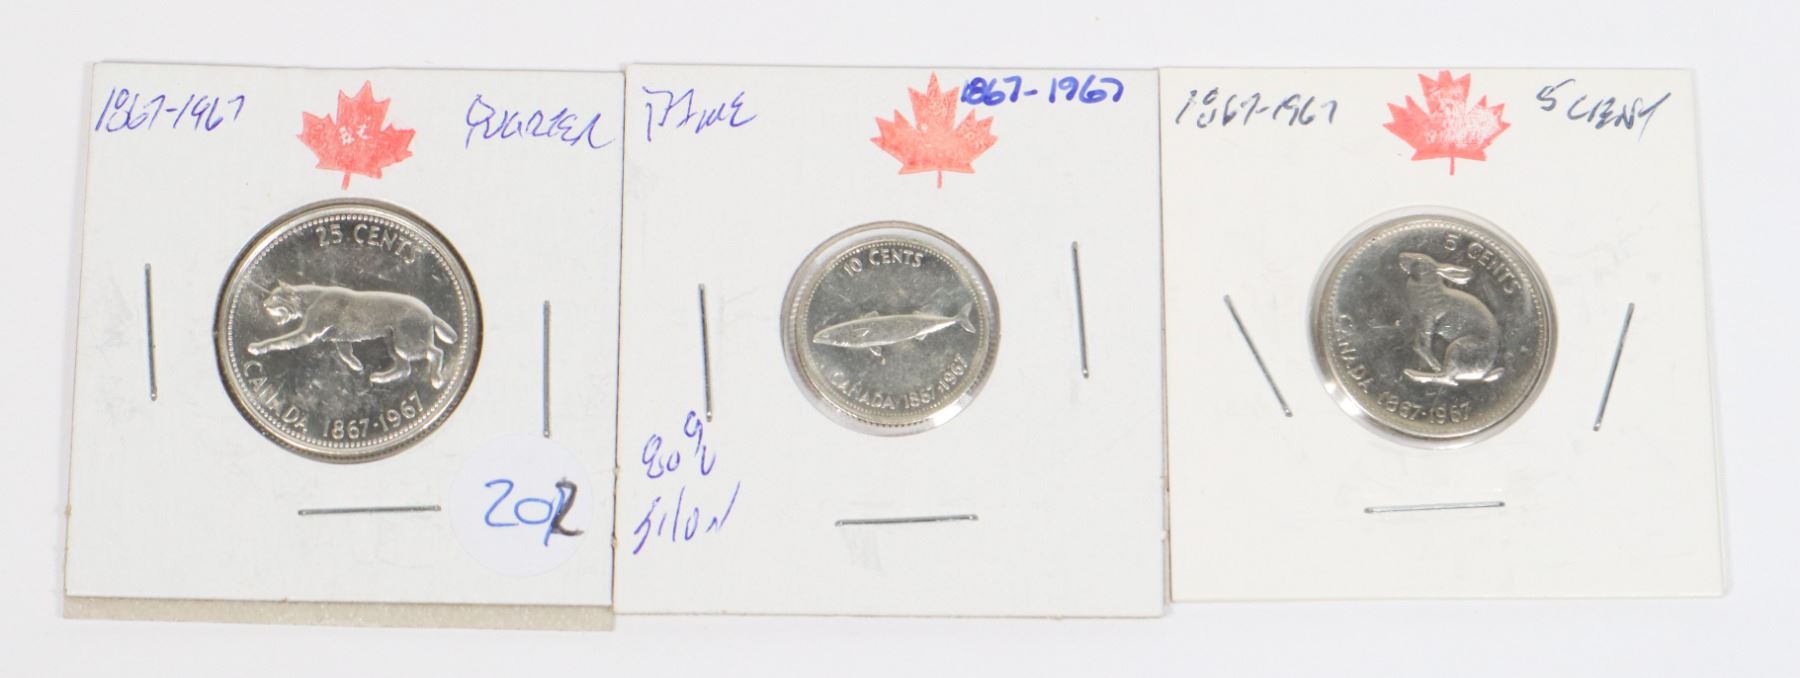 1867-1967 QUARTER
25 CENTS
CANADA 1867-1967
202
DIME 1867-1967
10 CENTS
CANADA 1867-1967
80%
silver
1867-1967 5 CENT
5 CENTS
CANADA
1867-1967